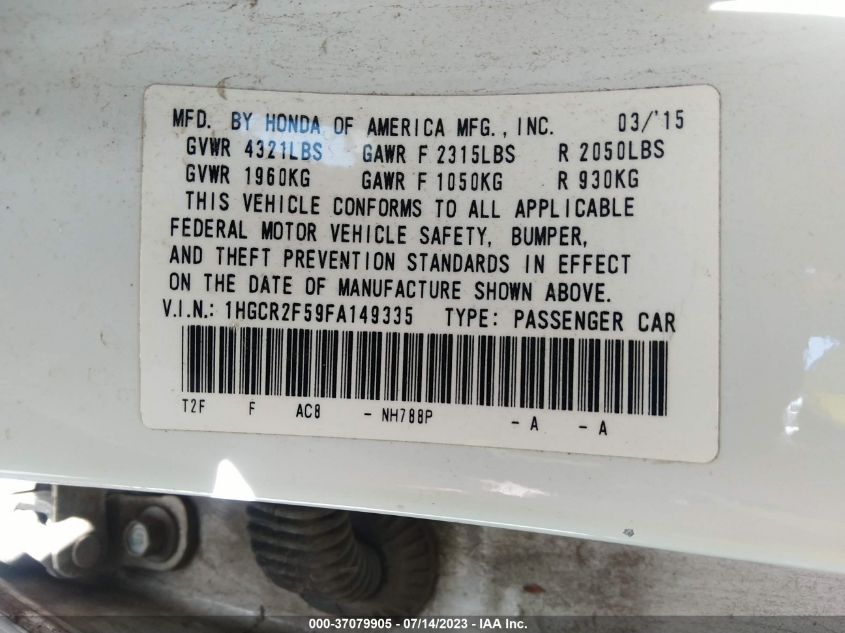 MFD. BY HONDA OF AMERICA MFG., INC. 03/'15
GVWR 4321LBS GAWR F 2315LBS R 2050LBS
GVWR 1960KG GAWR F 1050KG R 930KG
THIS VEHICLE CONFORMS TO ALL APPLICABLE
FEDERAL MOTOR VEHICLE SAFETY, BUMPER,
AND THEFT PREVENTION STANDARDS IN EFFECT
ON THE DATE OF MANUFACTURE SHOWN ABOVE.
V.I.N.: 1HGCR2F59FA149335 TYPE: PASSENGER CAR
T2F F AC8 - NH788P - A - A
000-37079905 - 07/14/2023 - IAA Inc.